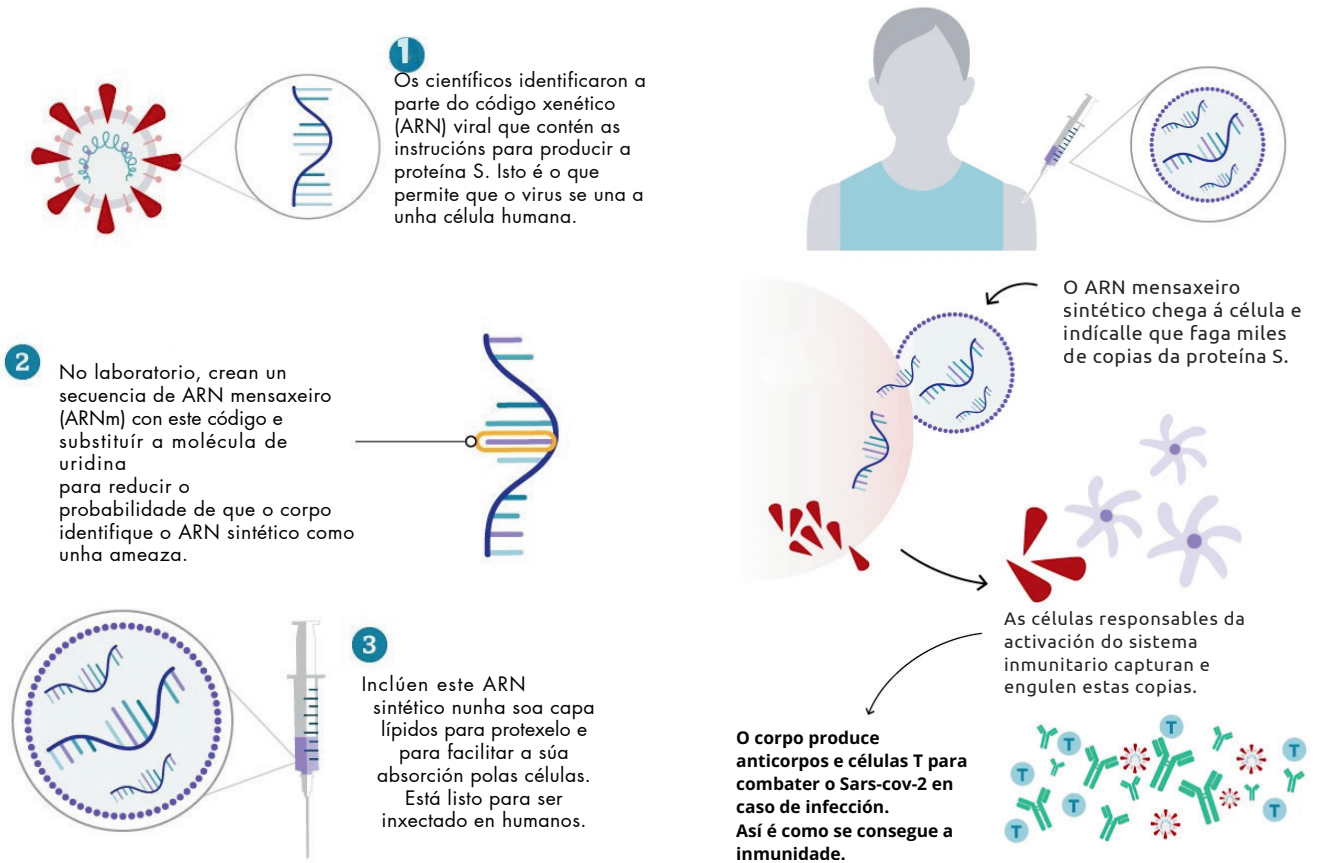 1
Os científicos identificaron a
parte do código xenético
(ARN) viral que contén as
instrucións para producir a
proteína S. Isto é o que
permite que o virus se una a
unha célula humana.
2
No laboratorio, crean un
secuencia de ARN mensaxeiro
(ARNm) con este código e
substituír a molécula de
uridina
para reducir o
probabilidade de que o corpo
identifique o ARN sintético como
unha ameaza.
3
Inclúen este ARN
sintético nunha soa capa
lípidos para protexelo e
para facilitar a súa
absorción polas células.
Está listo para ser
inxectado en humanos.
O ARN mensaxeiro
sintético chega á célula e
indícalle que faga miles
de copias da proteína S.
As células responsables da
activación do sistema
inmunitario capturan e
engulen estas copias.
O corpo produce
anticorpos e células T para
combater o Sars-cov-2 en
caso de infección.
Así é como se consegue a
inmunidade.
T
T
T
T
T
T
T